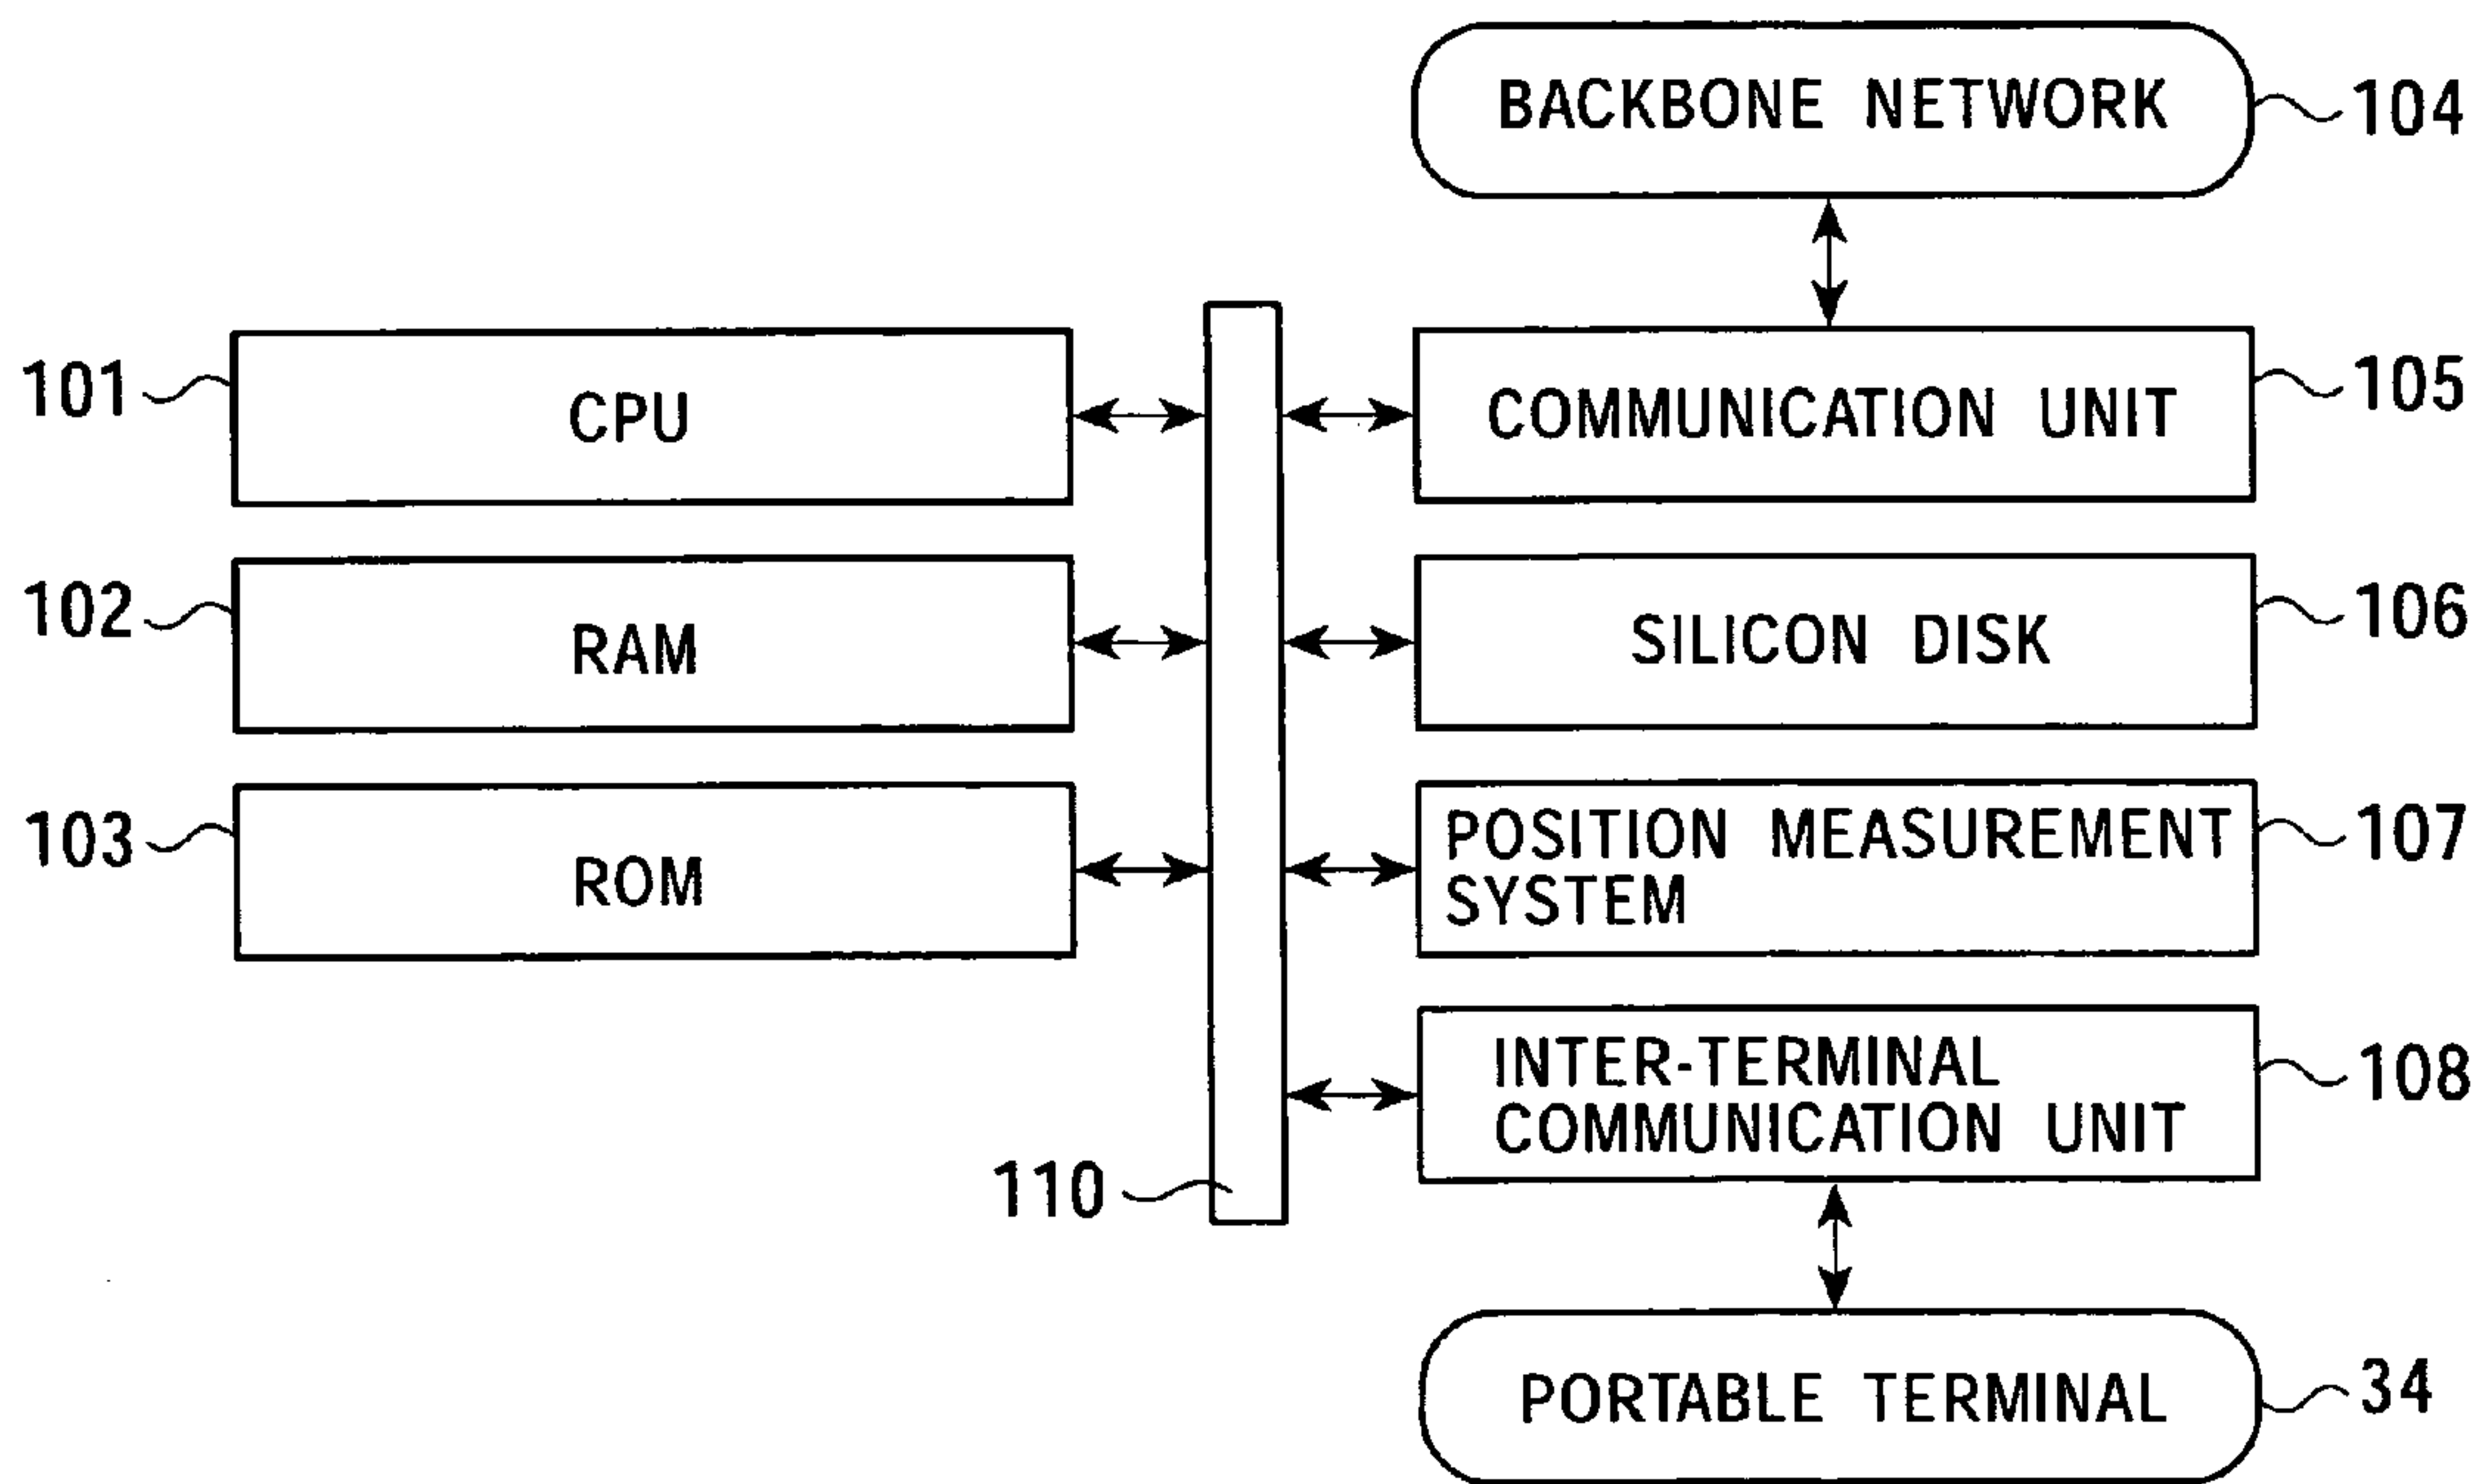 BACKBONE NETWORK 104
101 CPU
COMMUNICATION UNIT 105
102 RAM
SILICON DISK 106
103 ROM
POSITION MEASUREMENT
SYSTEM
107
INTER-TERMINAL
COMMUNICATION UNIT
108
110
PORTABLE TERMINAL 34